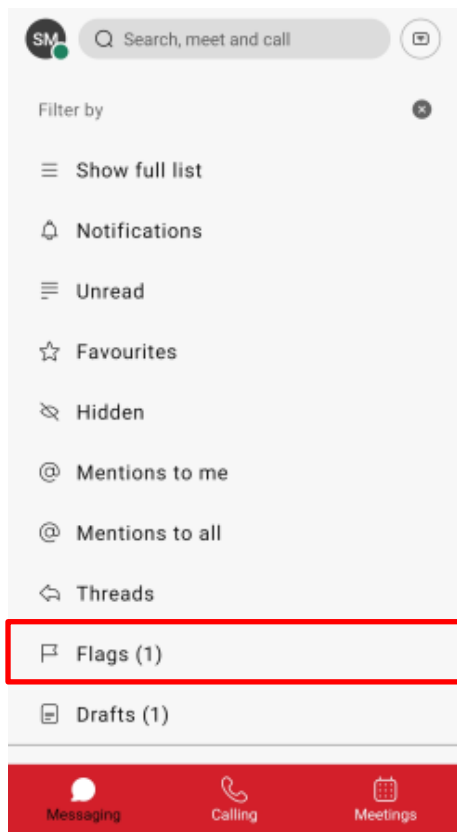 SM
Search, meet and call
Filter by
Show full list
Notifications
Unread
Favourites
Hidden
@ Mentions to me
@ Mentions to all
Threads
Flags (1)
Drafts (1)
Messaging Calling Meetings